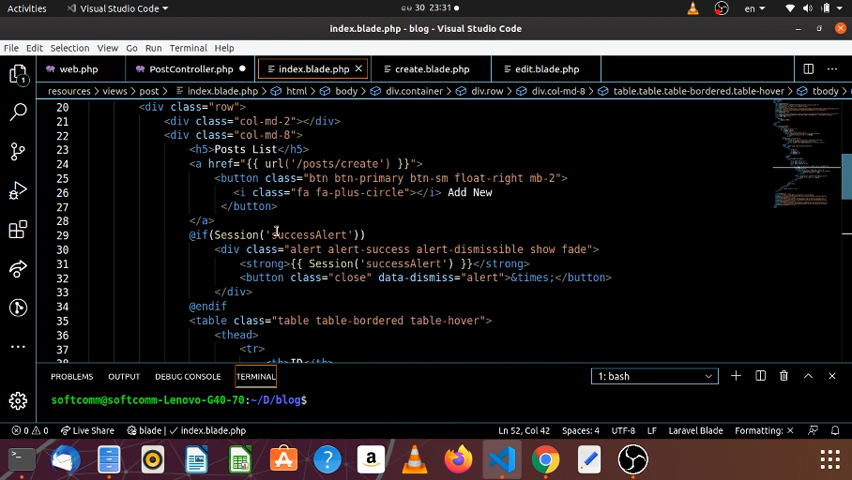 Activities Visual Studio Code 30 23:31 en
index.blade.php - blog - Visual Studio Code
File Edit Selection View Go Run Terminal Help
web.php PostController.php index.blade.php create.blade.php edit.blade.php
resources > views > post > index.blade.php > html > body > div.container > div.row > div.col-md-8 > table.table.table-bordered.table-hover > tbody
20 <div class="row">
21 <div class="col-md-2"></div>
22 <div class="col-md-8">
23 <h5>Posts List</h5>
24 <a href="{{ url('/posts/create') }}">
25 <button class="btn btn-primary btn-sm float-right mb-2">
26 <i class="fa fa-plus-circle"></i> Add New
27 </button>
28 </a>
29 @if(Session('successAlert'))
30 <div class="alert alert-success alert-dismissible show fade">
31 <strong>{{ Session('successAlert') }}</strong>
32 <button class="close" data-dismiss="alert">&times;</button>
33 </div>
34 @endif
35 <table class="table table-bordered table-hover">
36 <thead>
37 <tr>
38 <th>ID</th>
PROBLEMS OUTPUT DEBUG CONSOLE TERMINAL 1: bash
softcomm@softcomm-Lenovo-G40-70:~/D/blog$
0 0 Live Share blade | index.blade.php Ln 52, Col 42 Spaces: 4 UTF-8 LF Laravel Blade Formatting: